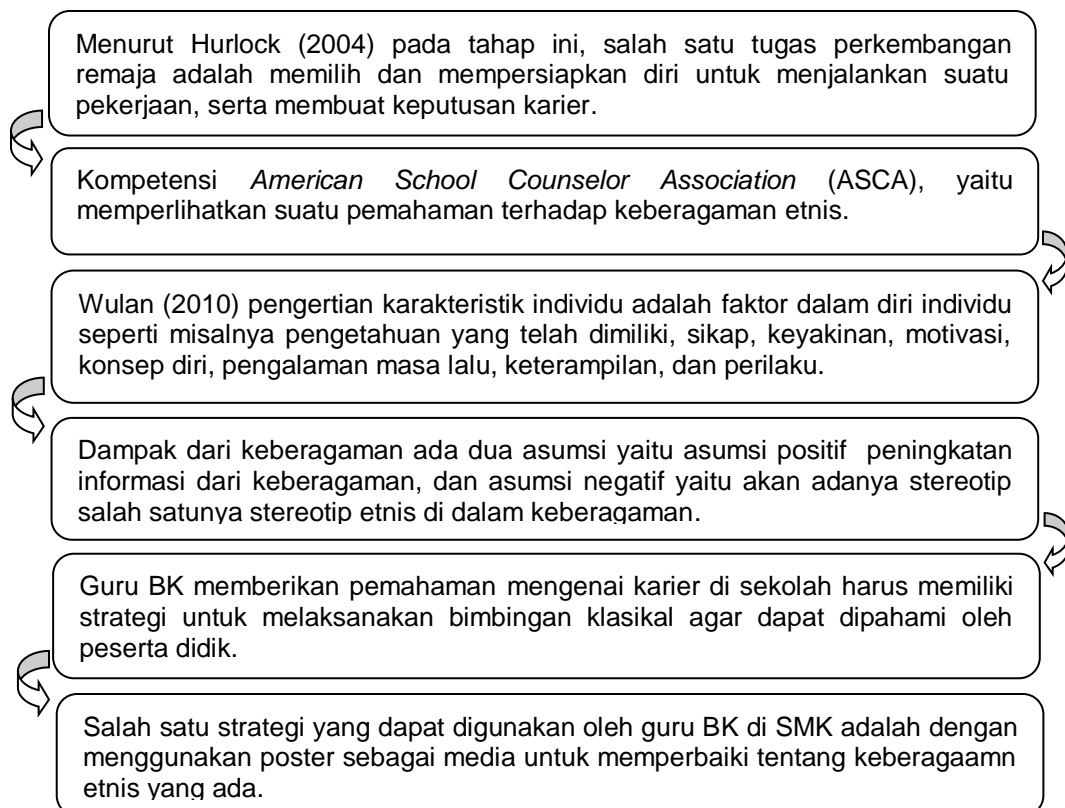 Menurut Hurlock (2004) pada tahap ini, salah satu tugas perkembangan
remaja adalah memilih dan mempersiapkan diri untuk menjalankan suatu
pekerjaan, serta membuat keputusan karier.
Kompetensi American School Counselor Association (ASCA), yaitu
memperlihatkan suatu pemahaman terhadap keberagaman etnis.
Wulan (2010) pengertian karakteristik individu adalah faktor dalam diri individu
seperti misalnya pengetahuan yang telah dimiliki, sikap, keyakinan, motivasi,
konsep diri, pengalaman masa lalu, keterampilan, dan perilaku.
Dampak dari keberagaman ada dua asumsi yaitu asumsi positif peningkatan
informasi dari keberagaman, dan asumsi negatif yaitu akan adanya stereotip
salah satunya stereotip etnis di dalam keberagaman.
Guru BK memberikan pemahaman mengenai karier di sekolah harus memiliki
strategi untuk melaksanakan bimbingan klasikal agar dapat dipahami oleh
peserta didik.
Salah satu strategi yang dapat digunakan oleh guru BK di SMK adalah dengan
menggunakan poster sebagai media untuk memperbaiki tentang keberagaamn
etnis yang ada.